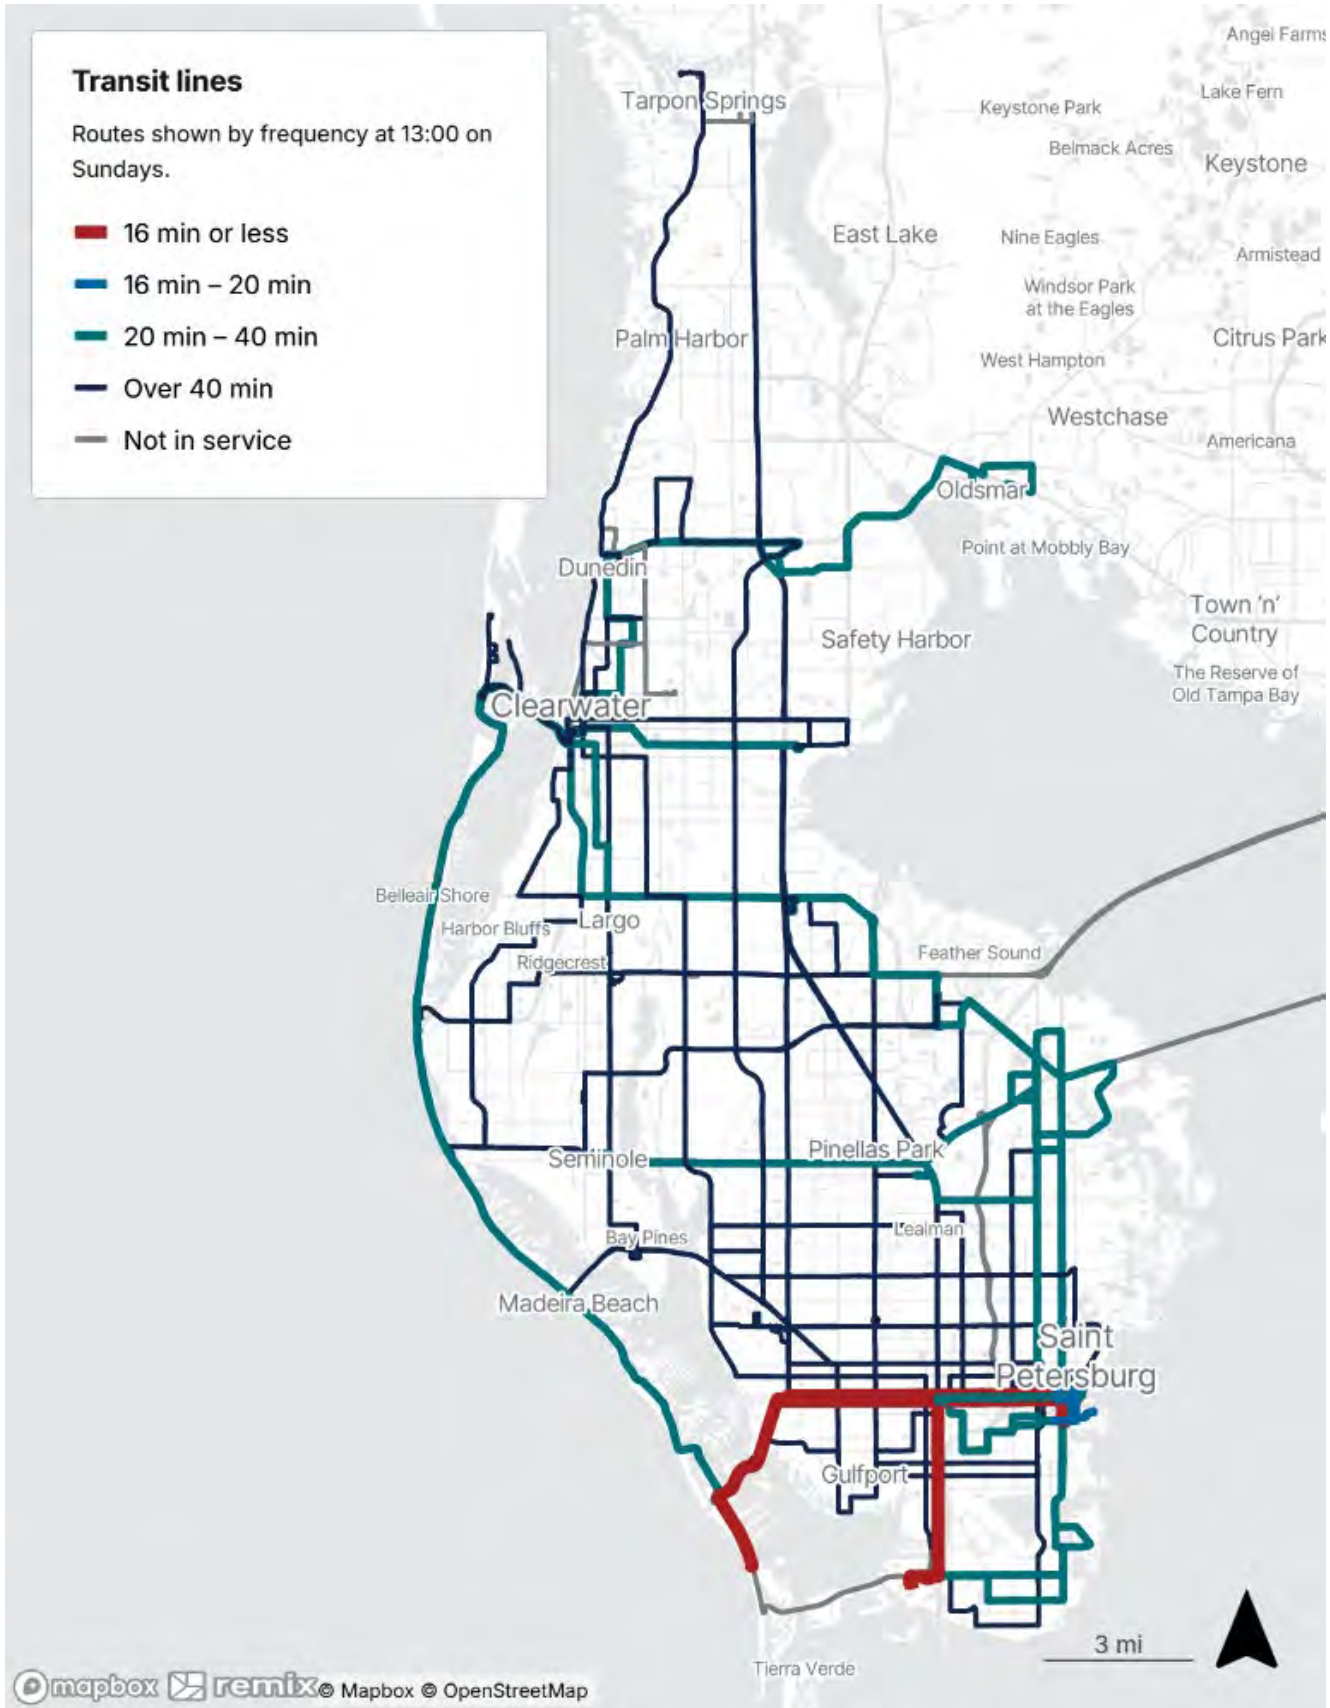 Transit lines
Routes shown by frequency at 13:00 on
Sundays.
16 min or less
16 min – 20 min
20 min – 40 min
Over 40 min
Not in service
Angel Farms
Lake Fern
Tarpon Springs
Keystone Park
Belmack Acres
Keystone
East Lake
Nine Eagles
Armistead
Windsor Park
at the Eagles
Palm Harbor
Citrus Park
West Hampton
Westchase
Americana
Oldsmar
Point at Mobbly Bay
Dunedin
Town 'n'
Country
Safety Harbor
The Reserve of
Old Tampa Bay
Clearwater
Belleair Shore
Largo
Harbor Bluffs
Feather Sound
Ridgecrest
Pinellas Park
Seminole
Lealman
Bay Pines
Madeira Beach
Saint
Petersburg
Gulfport
3 mi
Tierra Verde
mapbox remix © Mapbox © OpenStreetMap